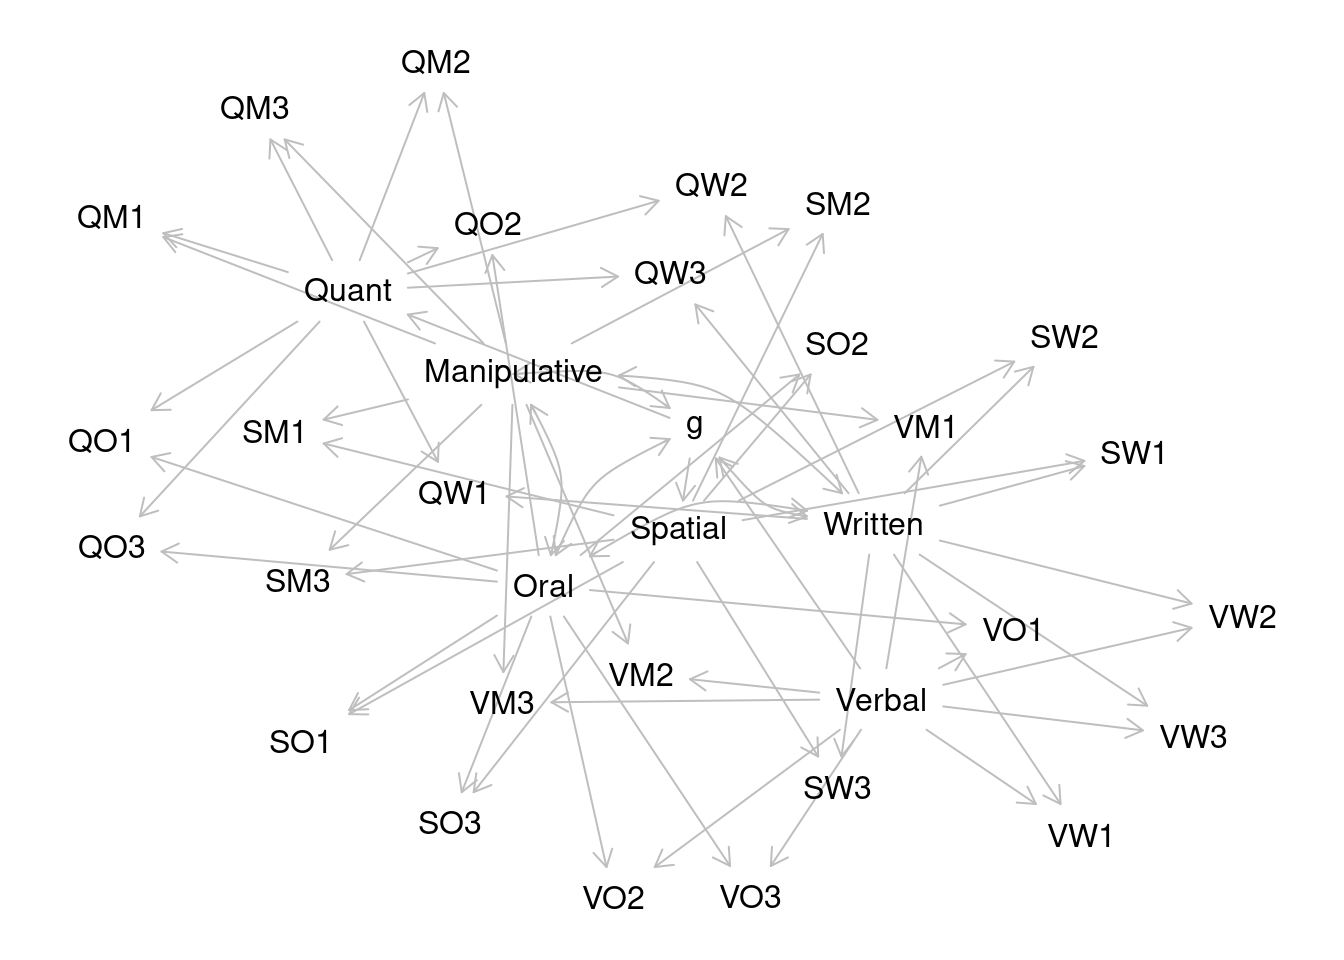 QM2
QM3
QW2
SM2
QM1
QO2
QW3
Quant
SO2
SW2
Manipulative
g
VM1
QO1
SM1
SW1
QW1
Spatial
Written
QO3
SM3
Oral
VW2
VO1
VM2
VM3
Verbal
SO1
VW3
SW3
SO3
VW1
VO2
VO3